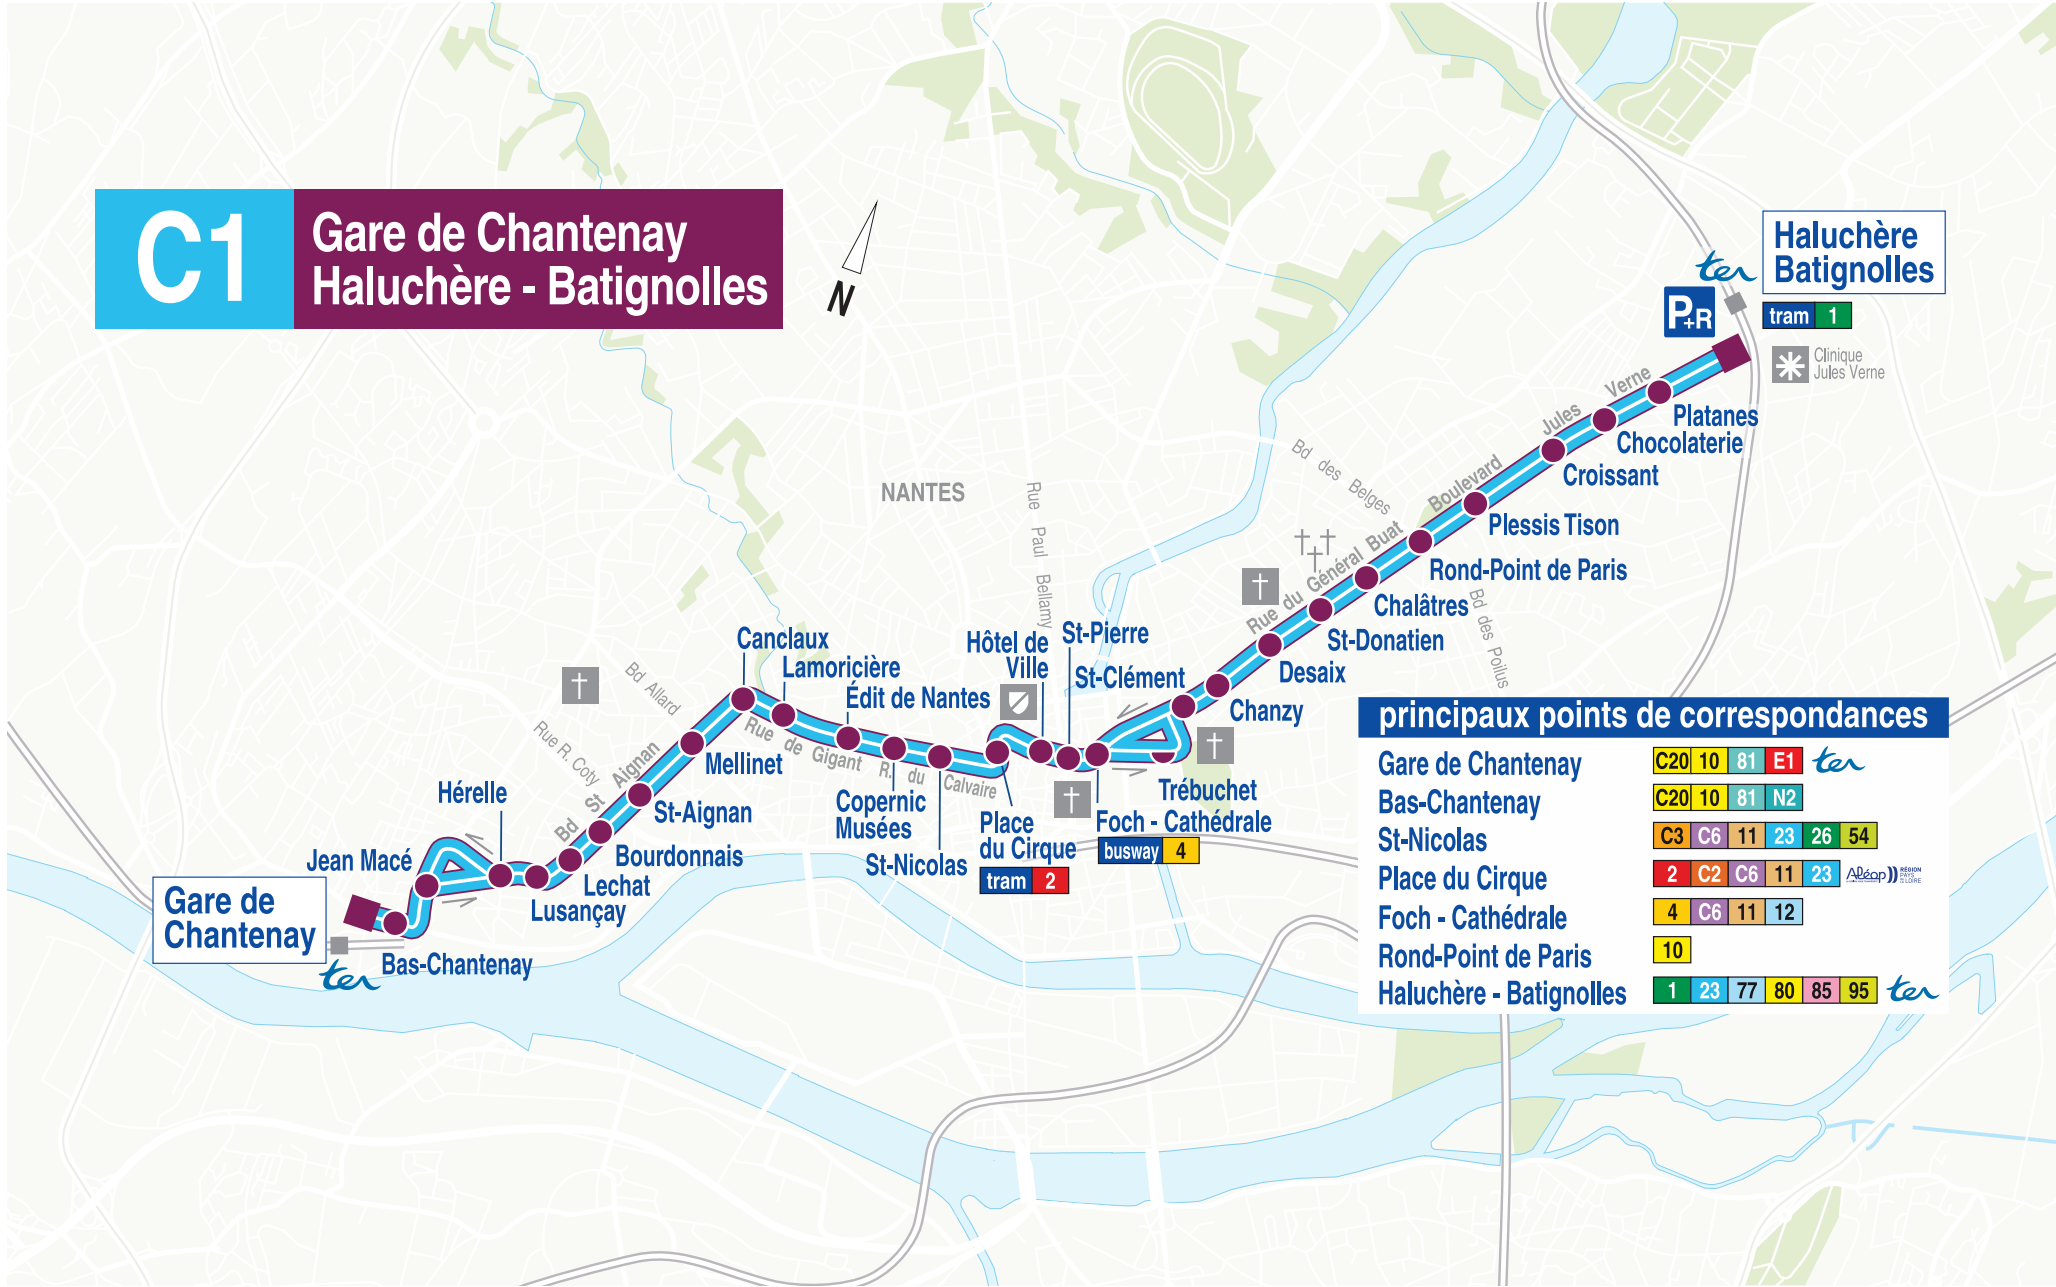 C1
Gare de Chantenay
Haluchère - Batignolles
N
NANTES
Haluchère
Batignolles
ter
P+R
tram 1
Clinique
Jules Verne
Platanes
Chocolaterie
Croissant
Plessis Tison
Rond-Point de Paris
Chalâtres
St-Donatien
Desaix
Chanzy
St-Clément
Trébuchet
Foch - Cathédrale
busway 4
St-Pierre
Hôtel de
Ville
Place
du Cirque
tram 2
St-Nicolas
Copernic
Musées
Édit de Nantes
Lamoricière
Canclaux
Mellinet
St-Aignan
Bourdonnais
Lechat
Lusançay
Hérelle
Jean Macé
Bas-Chantenay
Gare de
Chantenay
ter
Boulevard Jules Verne
Bd des Belges
Rue du Général Buat
Bd des Poilus
Rue Paul Bellamy
Rue de Gigant
R. du Calvaire
Bd Allard
Rue R. Coty
Bd St Aignan
principaux points de correspondances
Gare de Chantenay C20 10 81 E1 ter
Bas-Chantenay C20 10 81 N2
St-Nicolas C3 C6 11 23 26 54
Place du Cirque 2 C2 C6 11 23 Aléop RÉGION PAYS DE LA LOIRE
Foch - Cathédrale 4 C6 11 12
Rond-Point de Paris 10
Haluchère - Batignolles 1 23 77 80 85 95 ter